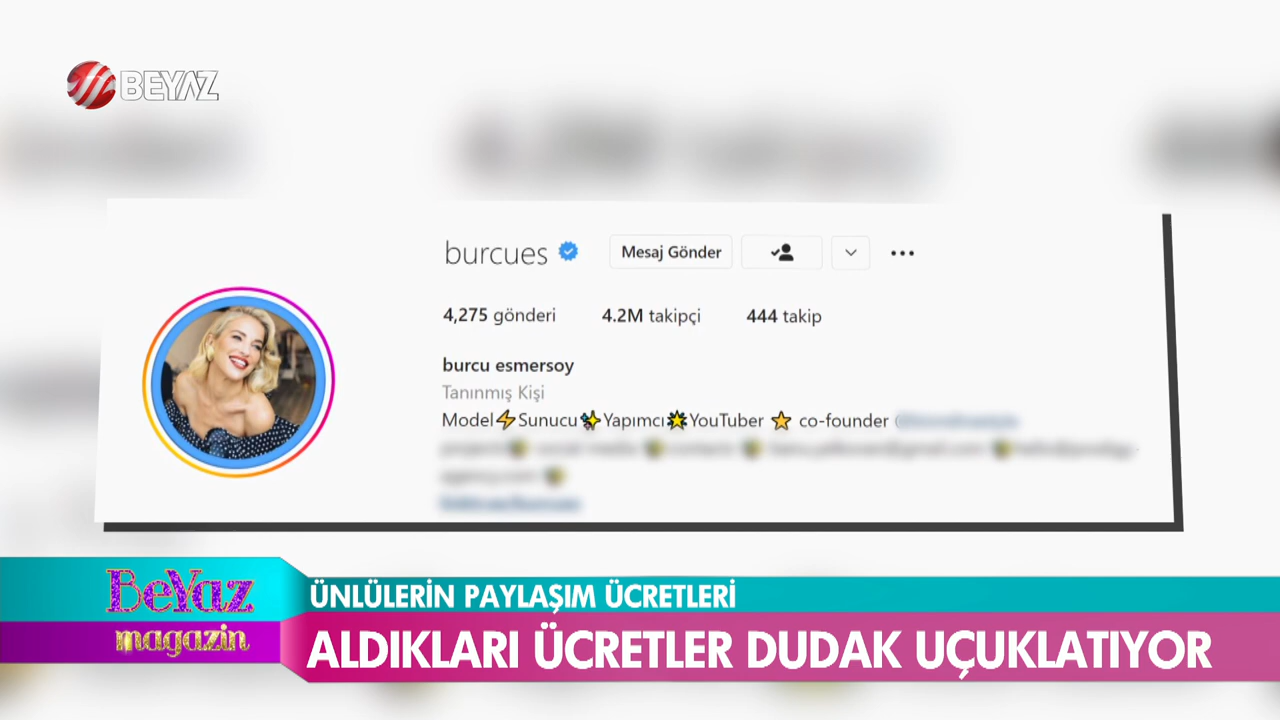 BEYAZ
burcues Mesaj Gönder
4,275 gönderi 4.2M takipçi 444 takip
burcu esmersoy
Tanınmış Kişi
Model⚡Sunucu✨Yapımcı🌟YouTuber ⭐ co-founder
BeYaz
magazin
ÜNLÜLERİN PAYLAŞIM ÜCRETLERİ
ALDIKLARI ÜCRETLER DUDAK UÇUKLATIYOR